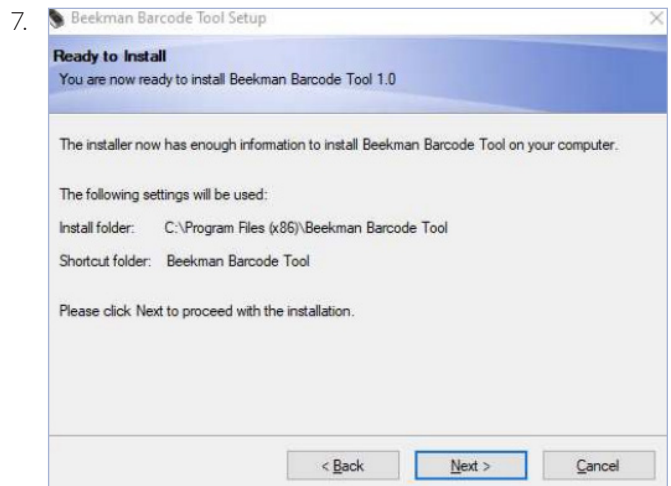 7.
Beekman Barcode Tool Setup
Ready to Install
You are now ready to install Beekman Barcode Tool 1.0
The installer now has enough information to install Beekman Barcode Tool on your computer.
The following settings will be used:
Install folder: C:\Program Files (x86)\Beekman Barcode Tool
Shortcut folder: Beekman Barcode Tool
Please click Next to proceed with the installation.
< Back Next > Cancel